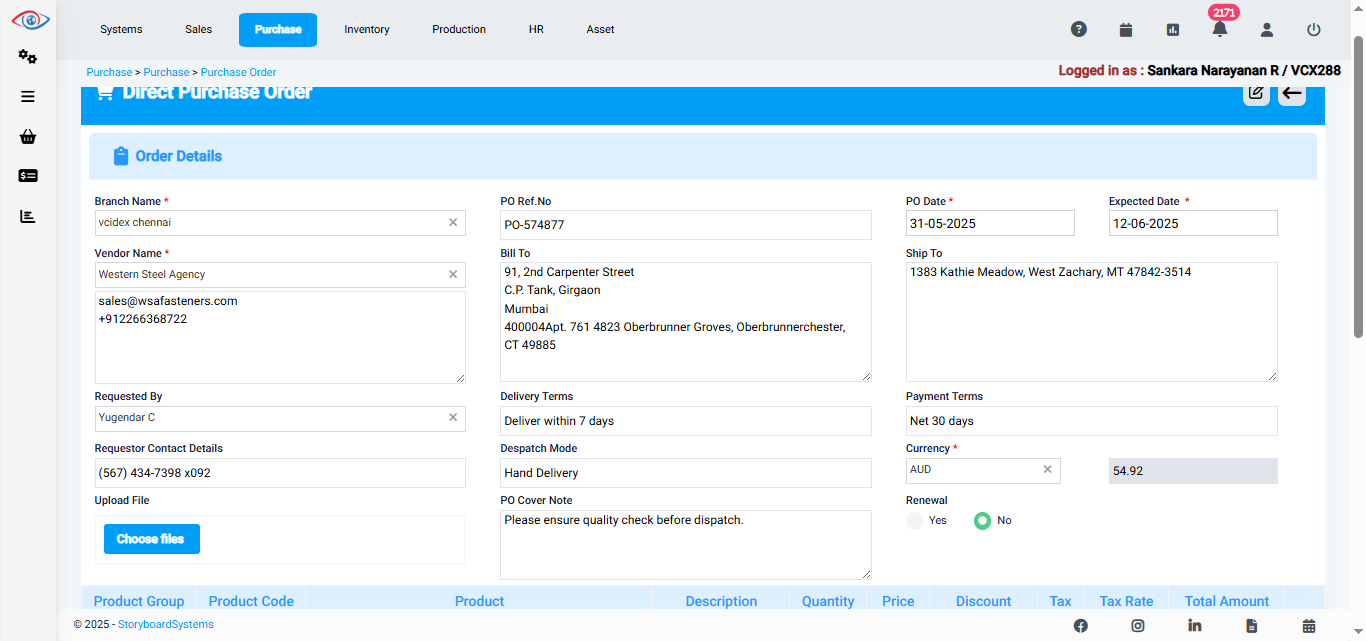 2171
Systems Sales Purchase Inventory Production HR Asset
Purchase > Purchase > Purchase Order
Logged in as : Sankara Narayanan R / VCX288
Direct Purchase Order
Order Details
Branch Name *
vcidex chennai
PO Ref.No
PO-574877
PO Date *
31-05-2025
Expected Date *
12-06-2025
Vendor Name *
Western Steel Agency
sales@wsafasteners.com
+912266368722
Bill To
91, 2nd Carpenter Street
C.P. Tank, Girgaon
Mumbai
400004Apt. 761 4823 Oberbrunner Groves, Oberbrunnerchester,
CT 49885
Ship To
1383 Kathie Meadow, West Zachary, MT 47842-3514
Requested By
Yugendar C
Delivery Terms
Deliver within 7 days
Payment Terms
Net 30 days
Requestor Contact Details
(567) 434-7398 x092
Despatch Mode
Hand Delivery
Currency *
AUD
54.92
Upload File
Choose files
PO Cover Note
Please ensure quality check before dispatch.
Renewal
Yes No
Product Group Product Code Product Description Quantity Price Discount Tax Tax Rate Total Amount
© 2025 - StoryboardSystems